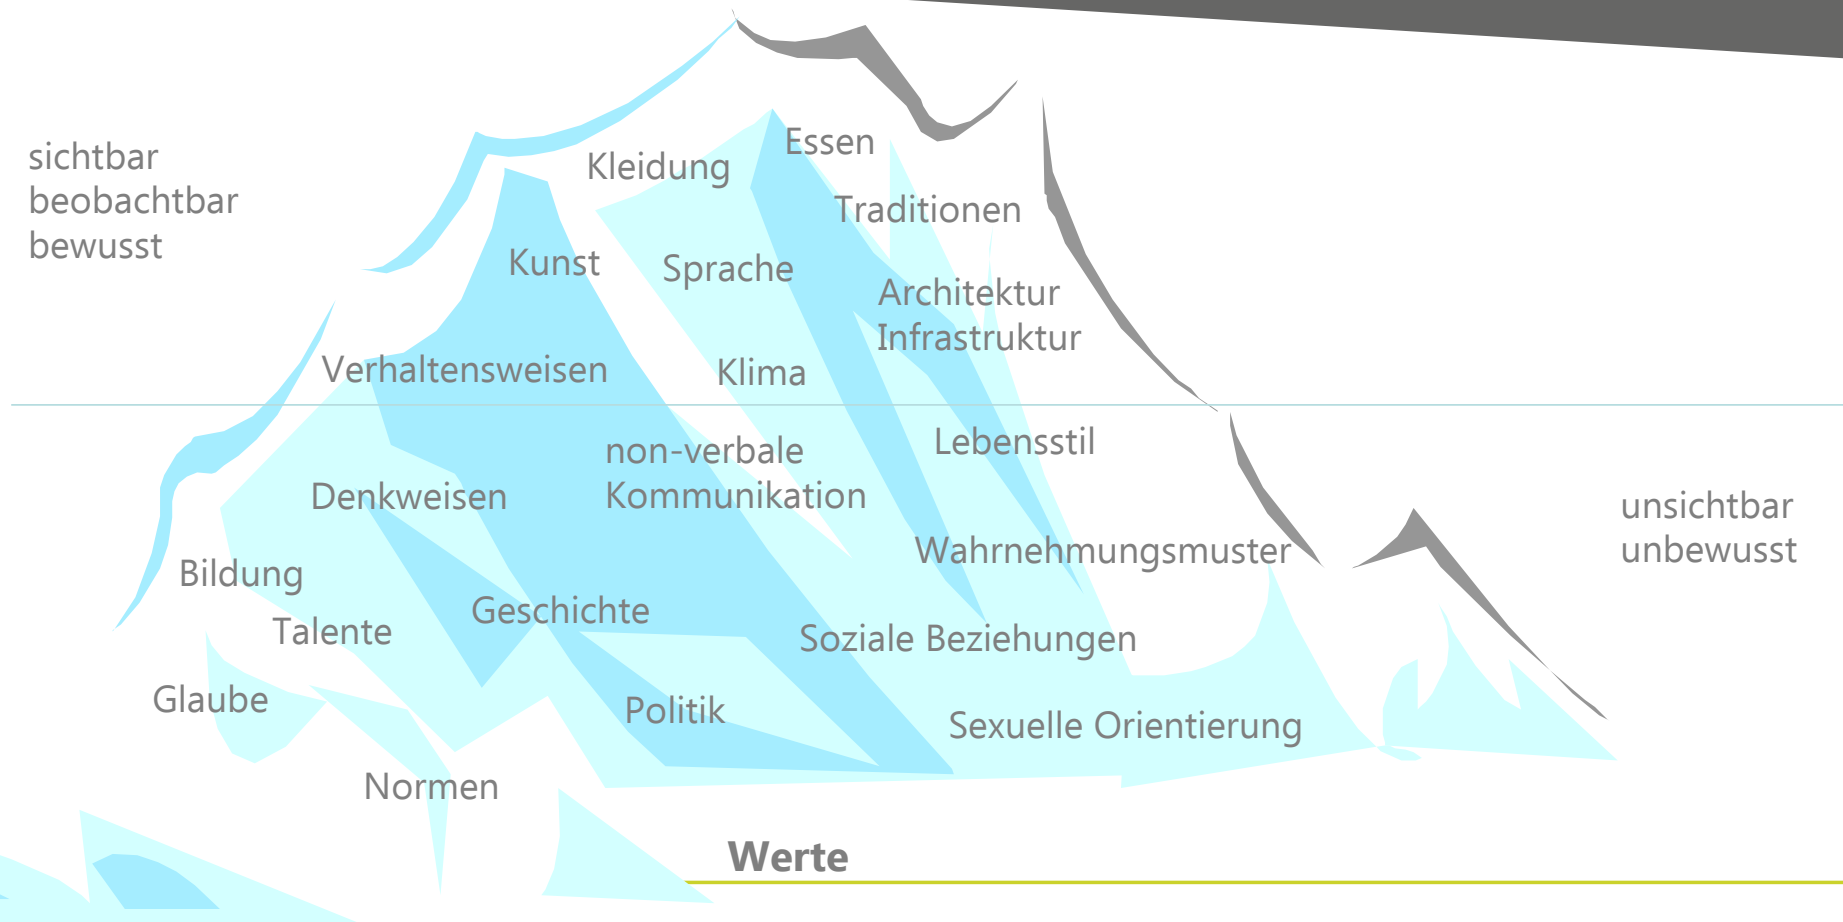 sichtbar
beobachtbar
bewusst
Essen
Kleidung
Traditionen
Kunst
Sprache
Architektur
Infrastruktur
Verhaltensweisen
Klima
Lebensstil
non-verbale
Kommunikation
Denkweisen
unsichtbar
unbewusst
Wahrnehmungsmuster
Bildung
Geschichte
Talente
Soziale Beziehungen
Glaube
Politik
Sexuelle Orientierung
Normen
Werte